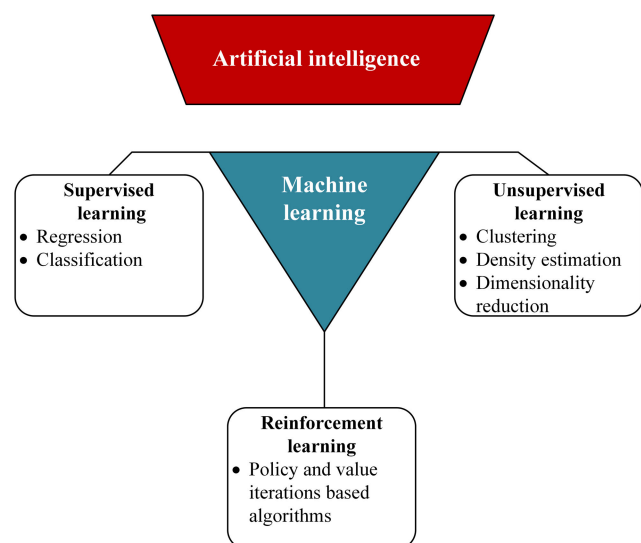 Artificial intelligence
Machine
learning
Supervised
learning
• Regression
• Classification
Unsupervised
learning
• Clustering
• Density estimation
• Dimensionality
reduction
Reinforcement
learning
• Policy and value
iterations based
algorithms